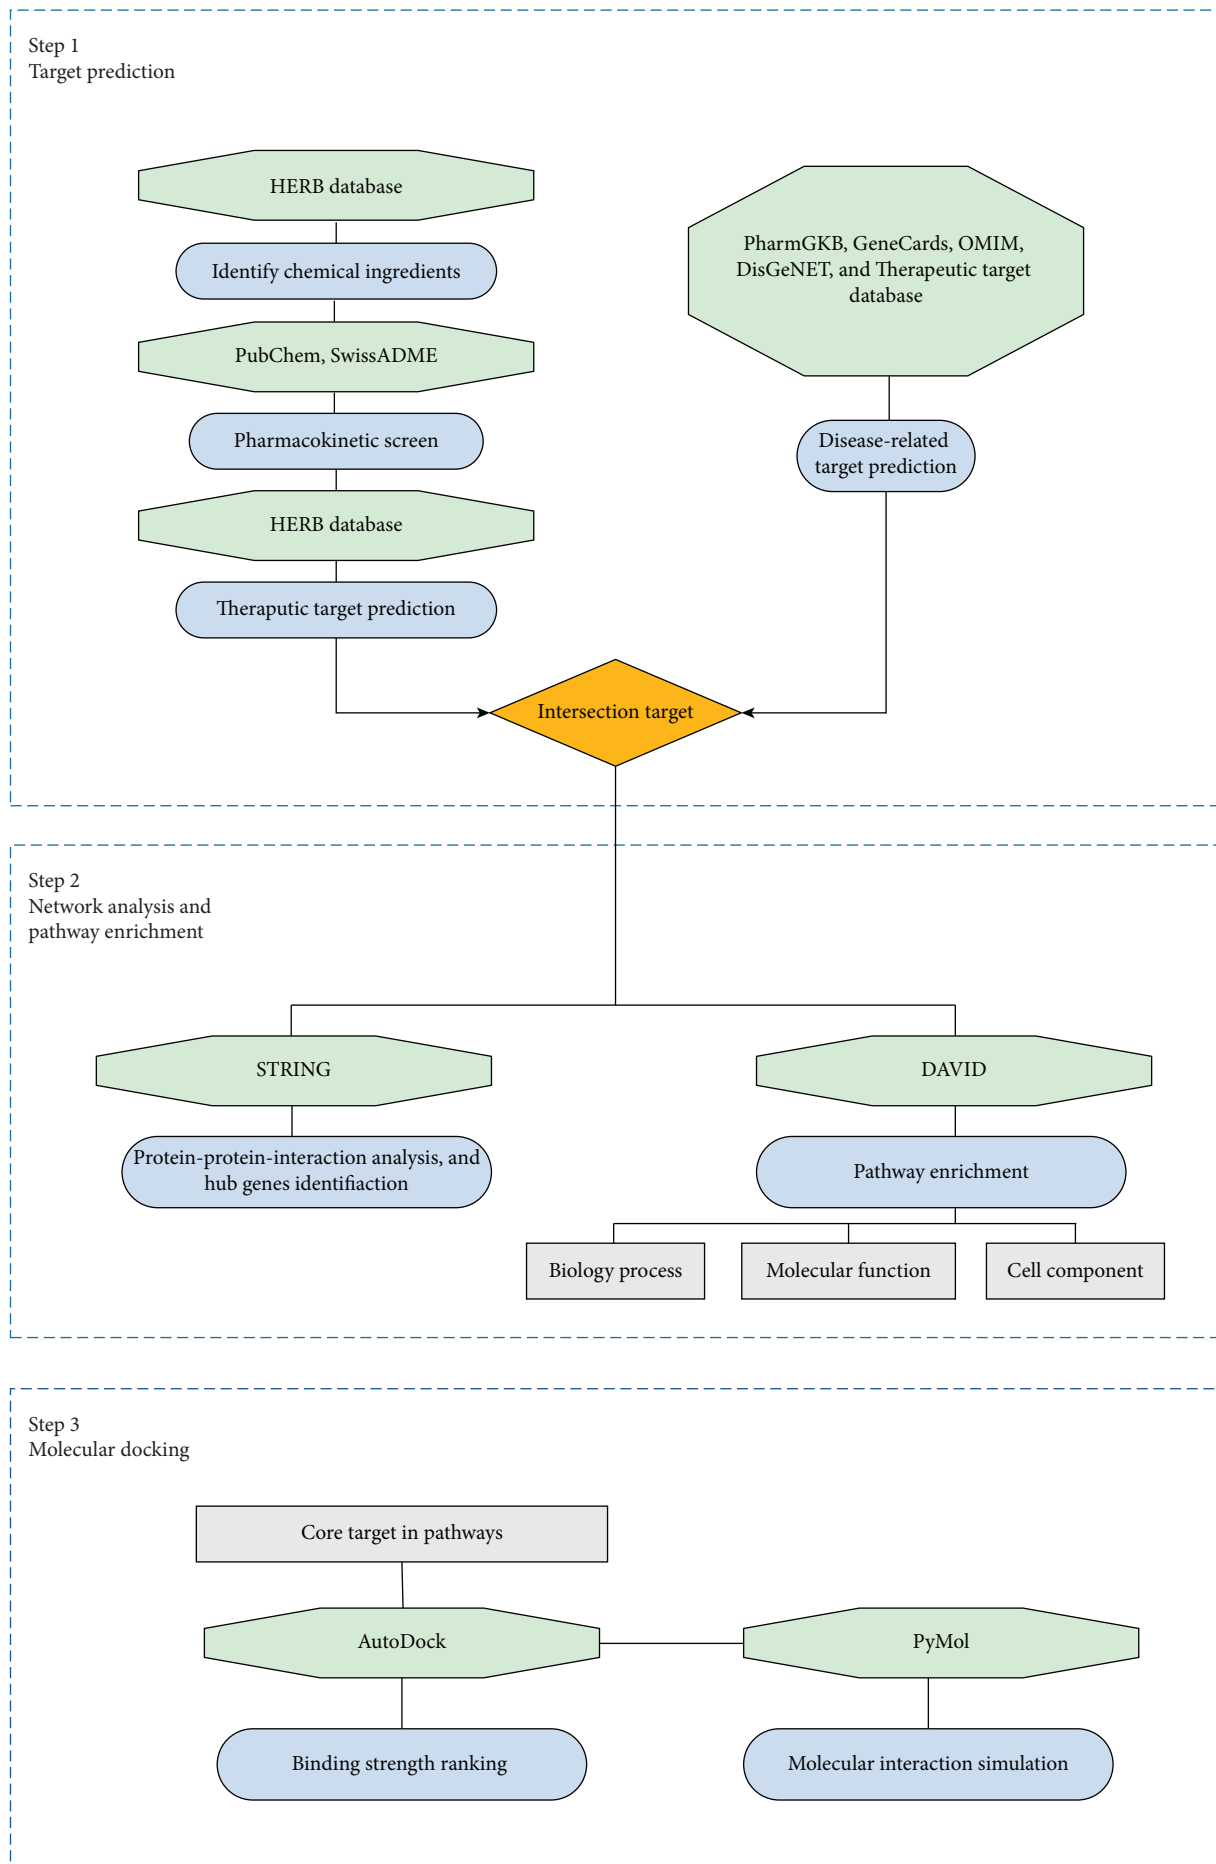 Step 1
Target prediction
HERB database
Identify chemical ingredients
PubChem, SwissADME
Pharmacokinetic screen
HERB database
Theraputic target prediction
PharmGKB, GeneCards, OMIM,
DisGeNET, and Therapeutic target
database
Disease-related
target prediction
Intersection target
Step 2
Network analysis and
pathway enrichment
STRING
Protein-protein-interaction analysis, and
hub genes identifiaction
DAVID
Pathway enrichment
Biology process
Molecular function
Cell component
Step 3
Molecular docking
Core target in pathways
AutoDock
PyMol
Binding strength ranking
Molecular interaction simulation